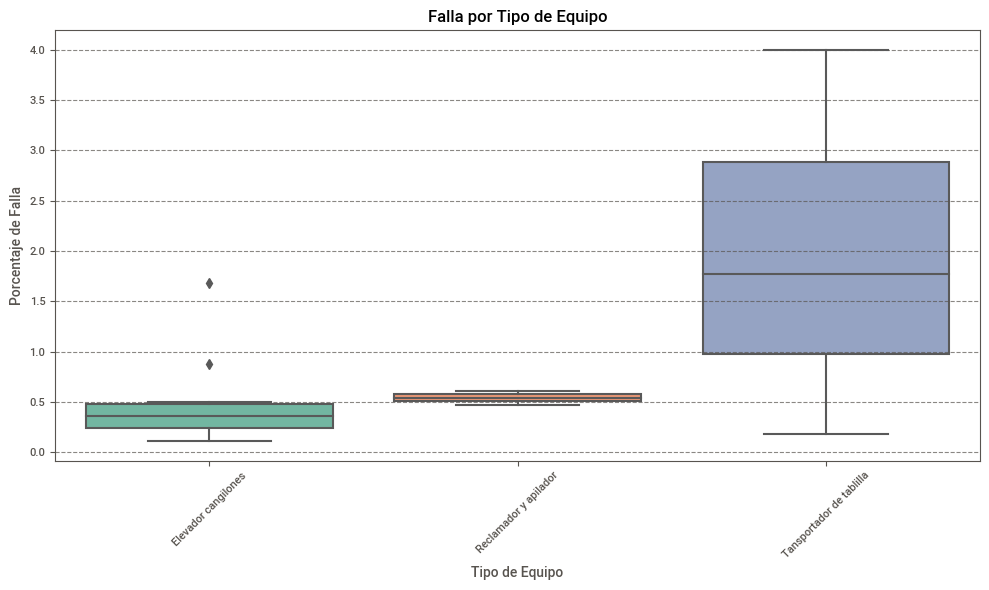 Falla por Tipo de Equipo
Porcentaje de Falla
4.0
3.5
3.0
2.5
2.0
1.5
1.0
0.5
0.0
Elevador cangilones
Reclamador y apilador
Tansportador de tablilla
Tipo de Equipo